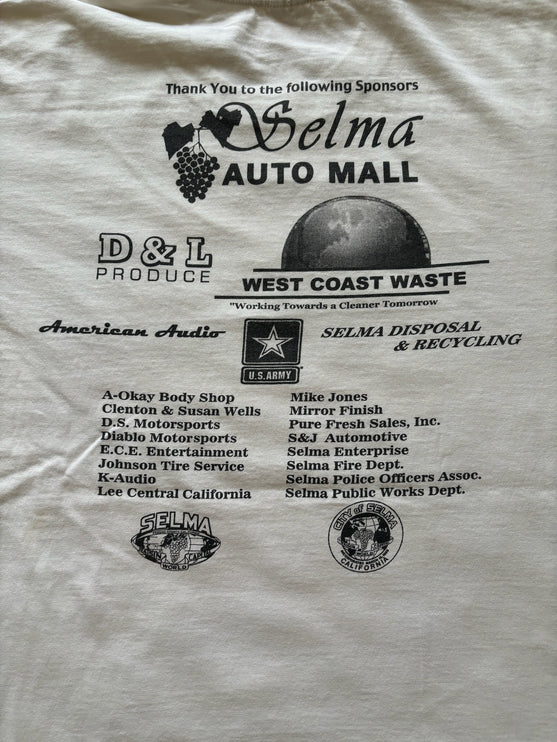 Thank You to the following Sponsors
Selma
AUTO MALL
D & L
PRODUCE
WEST COAST WASTE
"Working Towards a Cleaner Tomorrow
American Audio
U.S. ARMY
SELMA DISPOSAL
& RECYCLING
A-Okay Body Shop
Clenton & Susan Wells
D.S. Motorsports
Diablo Motorsports
E.C.E. Entertainment
Johnson Tire Service
K-Audio
Lee Central California
Mike Jones
Mirror Finish
Pure Fresh Sales, Inc.
S&J Automotive
Selma Enterprise
Selma Fire Dept.
Selma Police Officers Assoc.
Selma Public Works Dept.
SELMA
WORLD
CITY of SELMA
CALIFORNIA